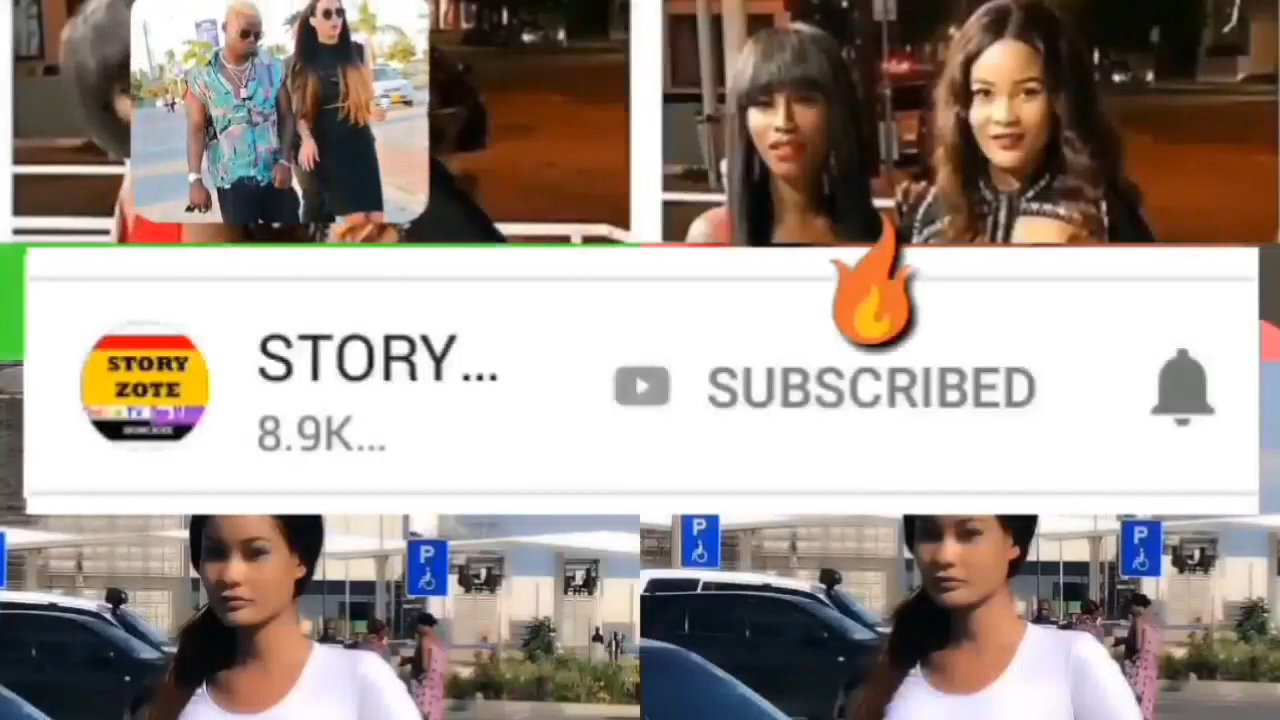 STORY
ZOTE
STORY...
8.9K...
SUBSCRIBED
P
P
P